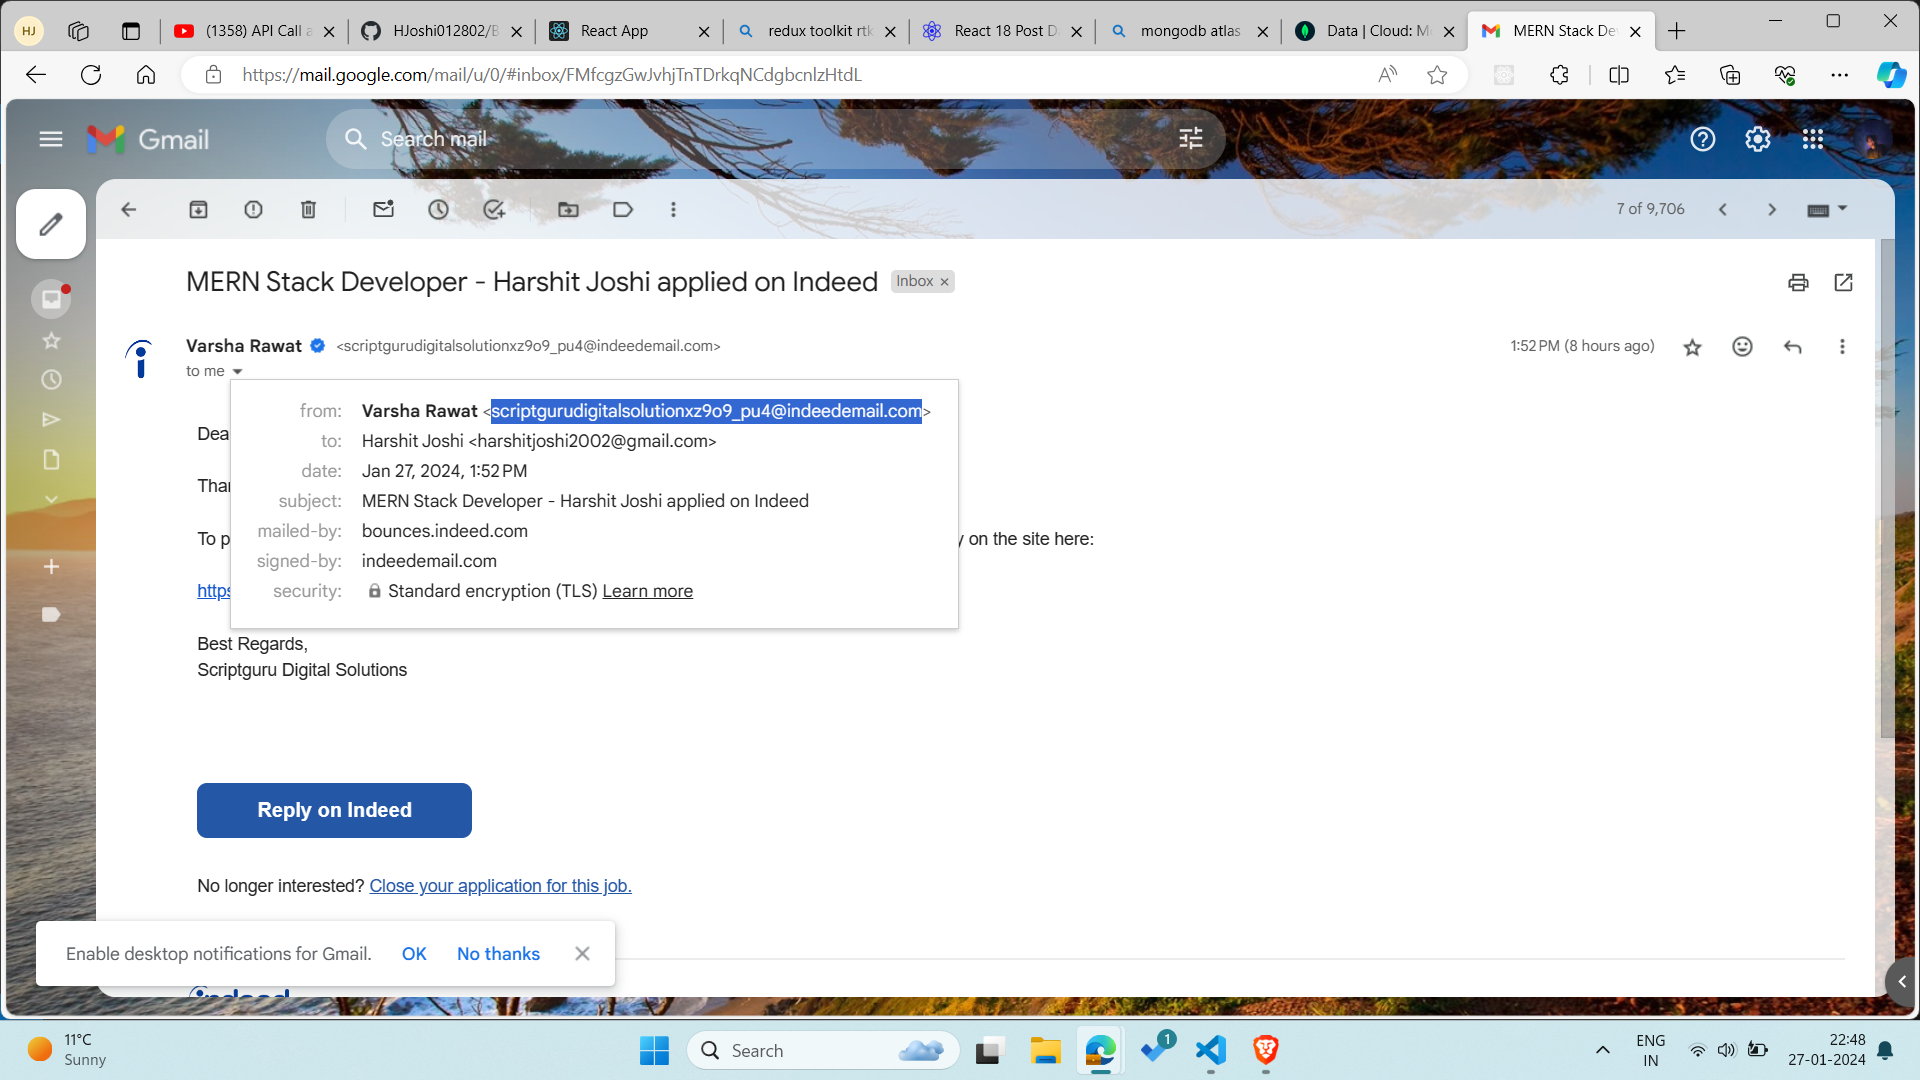 HJ
(1358) API Call a
HJoshi012802/B
React App
redux toolkit rtk
React 18 Post D
mongodb atlas
Data | Cloud: M
MERN Stack De
https://mail.google.com/mail/u/0/#inbox/FMfcgzGwJvhjTnTDrkqNCdgbcnlzHtdL
Gmail
Search mail
7 of 9,706
MERN Stack Developer - Harshit Joshi applied on Indeed
Inbox ×
Varsha Rawat <scriptgurudigitalsolutionxz9o9_pu4@indeedemail.com>
1:52 PM (8 hours ago)
to me
from: Varsha Rawat <scriptgurudigitalsolutionxz9o9_pu4@indeedemail.com>
Dea
to: Harshit Joshi <harshitjoshi2002@gmail.com>
date: Jan 27, 2024, 1:52 PM
Than
subject: MERN Stack Developer - Harshit Joshi applied on Indeed
mailed-by: bounces.indeed.com
To p
y on the site here:
signed-by: indeedemail.com
https
security: Standard encryption (TLS) Learn more
Best Regards,
Scriptguru Digital Solutions
Reply on Indeed
No longer interested? Close your application for this job.
Enable desktop notifications for Gmail. OK No thanks
indeed
11°C
Sunny
Search
1
ENG
IN
22:48
27-01-2024